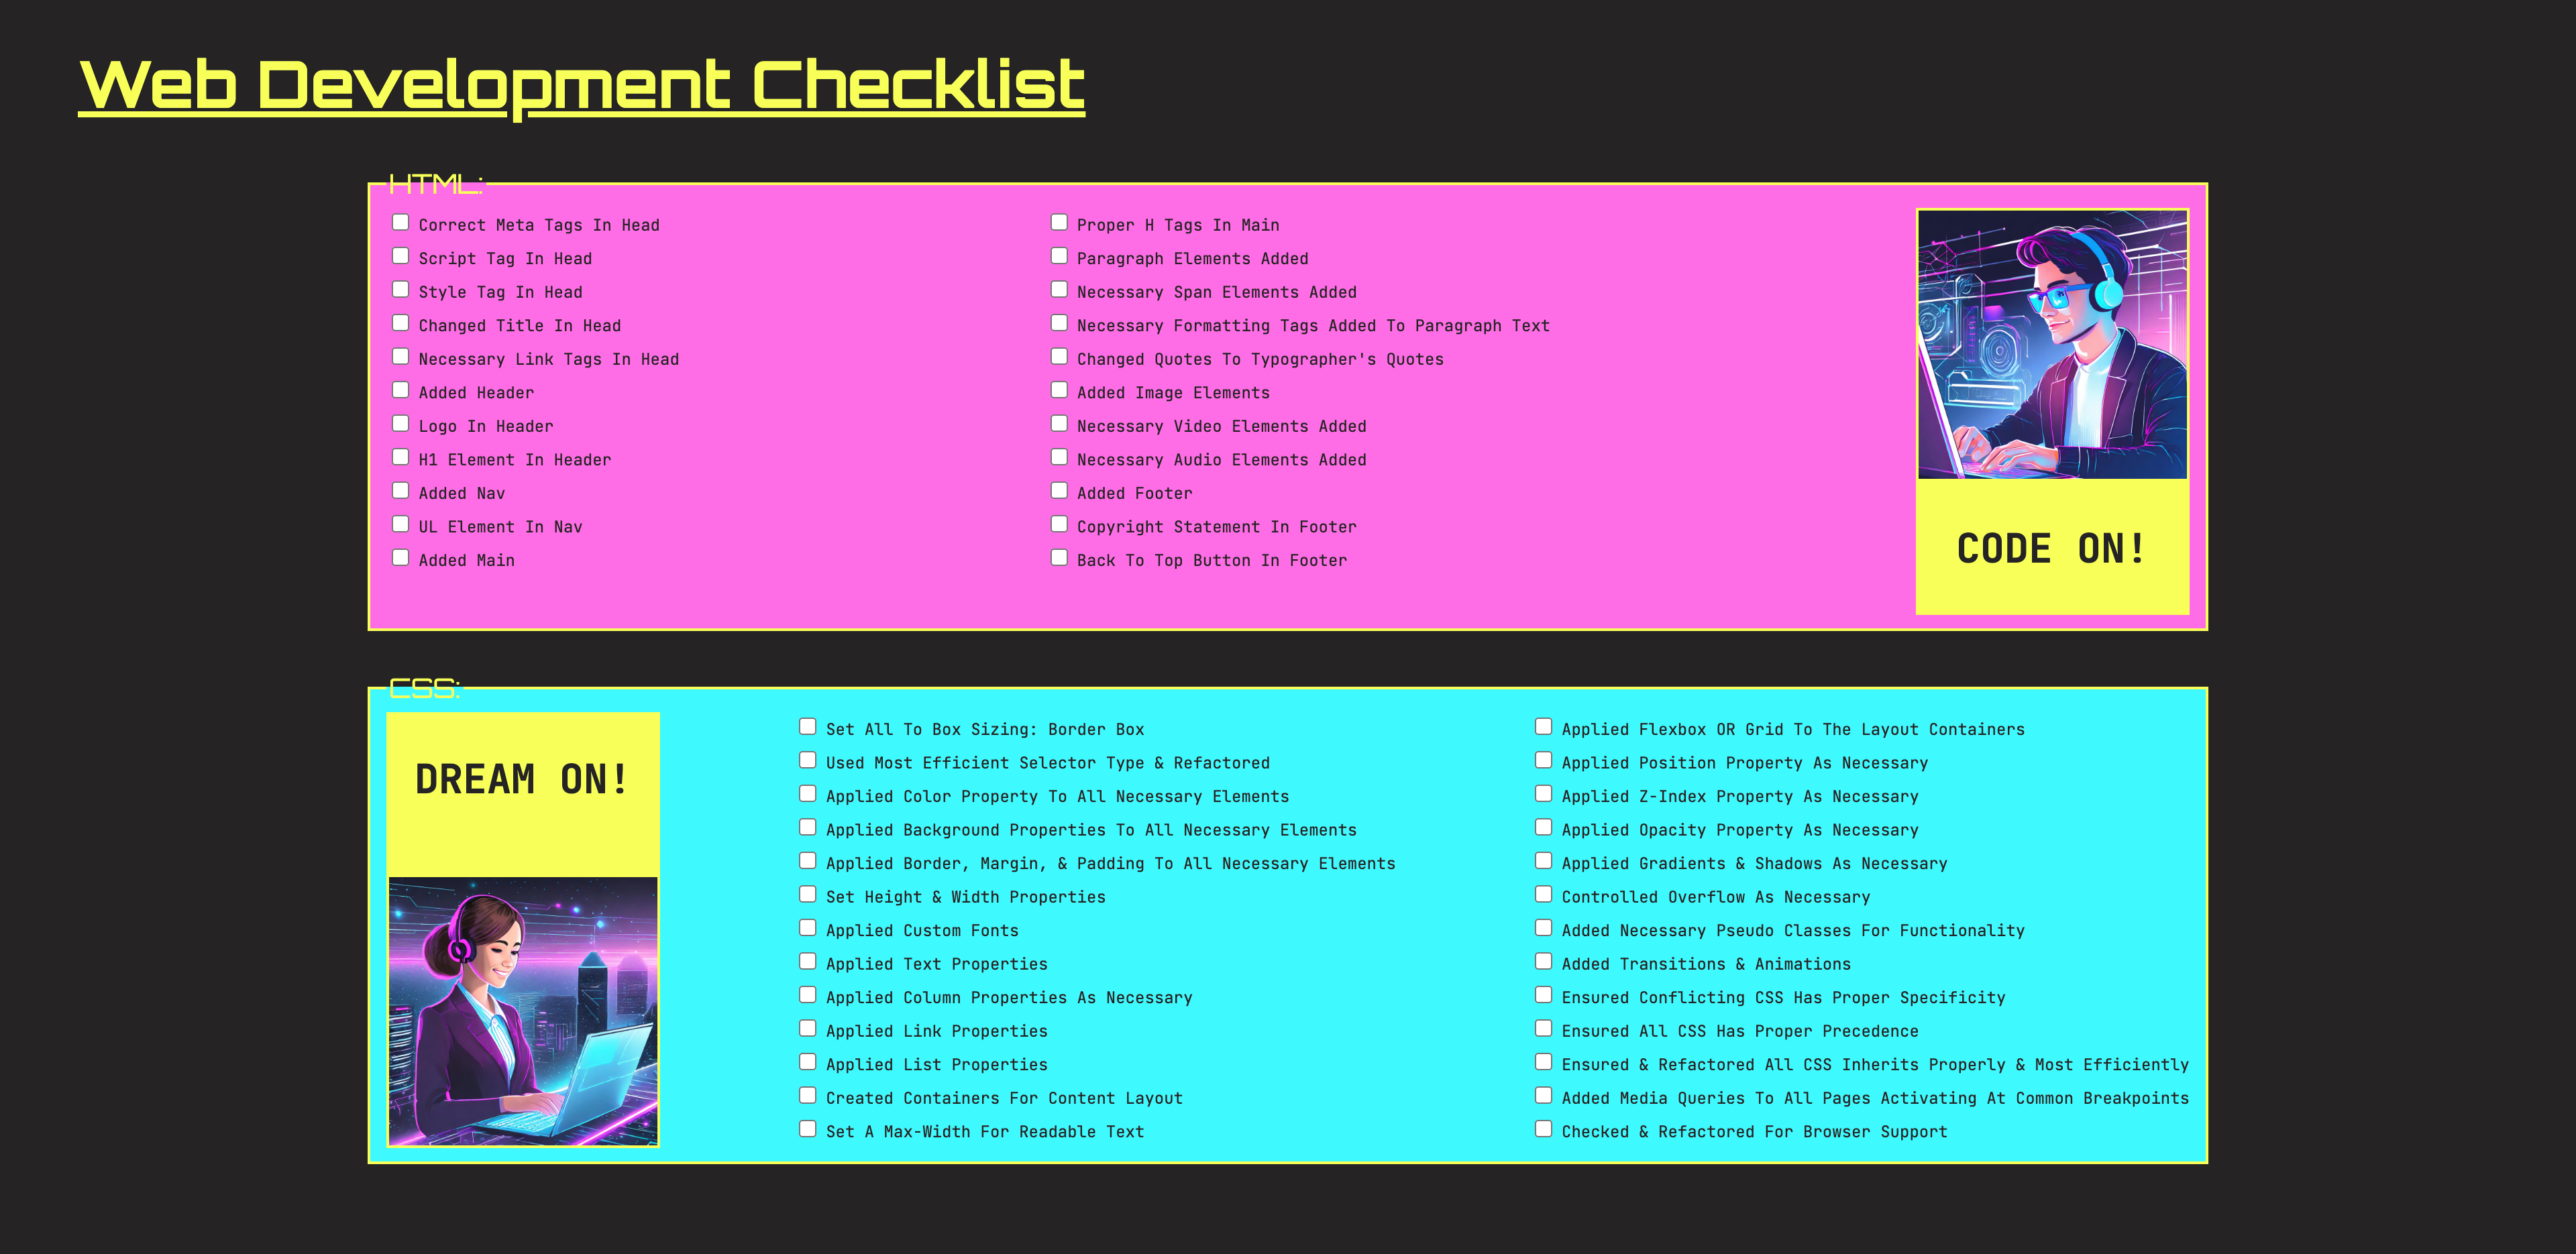 Web Development Checklist
HTML:
Correct Meta Tags In Head
Script Tag In Head
Style Tag In Head
Changed Title In Head
Necessary Link Tags In Head
Added Header
Logo In Header
H1 Element In Header
Added Nav
UL Element In Nav
Added Main
Proper H Tags In Main
Paragraph Elements Added
Necessary Span Elements Added
Necessary Formatting Tags Added To Paragraph Text
Changed Quotes To Typographer's Quotes
Added Image Elements
Necessary Video Elements Added
Necessary Audio Elements Added
Added Footer
Copyright Statement In Footer
Back To Top Button In Footer
CODE ON!
CSS:
DREAM ON!
Set All To Box Sizing: Border Box
Used Most Efficient Selector Type & Refactored
Applied Color Property To All Necessary Elements
Applied Background Properties To All Necessary Elements
Applied Border, Margin, & Padding To All Necessary Elements
Set Height & Width Properties
Applied Custom Fonts
Applied Text Properties
Applied Column Properties As Necessary
Applied Link Properties
Applied List Properties
Created Containers For Content Layout
Set A Max-Width For Readable Text
Applied Flexbox OR Grid To The Layout Containers
Applied Position Property As Necessary
Applied Z-Index Property As Necessary
Applied Opacity Property As Necessary
Applied Gradients & Shadows As Necessary
Controlled Overflow As Necessary
Added Necessary Pseudo Classes For Functionality
Added Transitions & Animations
Ensured Conflicting CSS Has Proper Specificity
Ensured All CSS Has Proper Precedence
Ensured & Refactored All CSS Inherits Properly & Most Efficiently
Added Media Queries To All Pages Activating At Common Breakpoints
Checked & Refactored For Browser Support